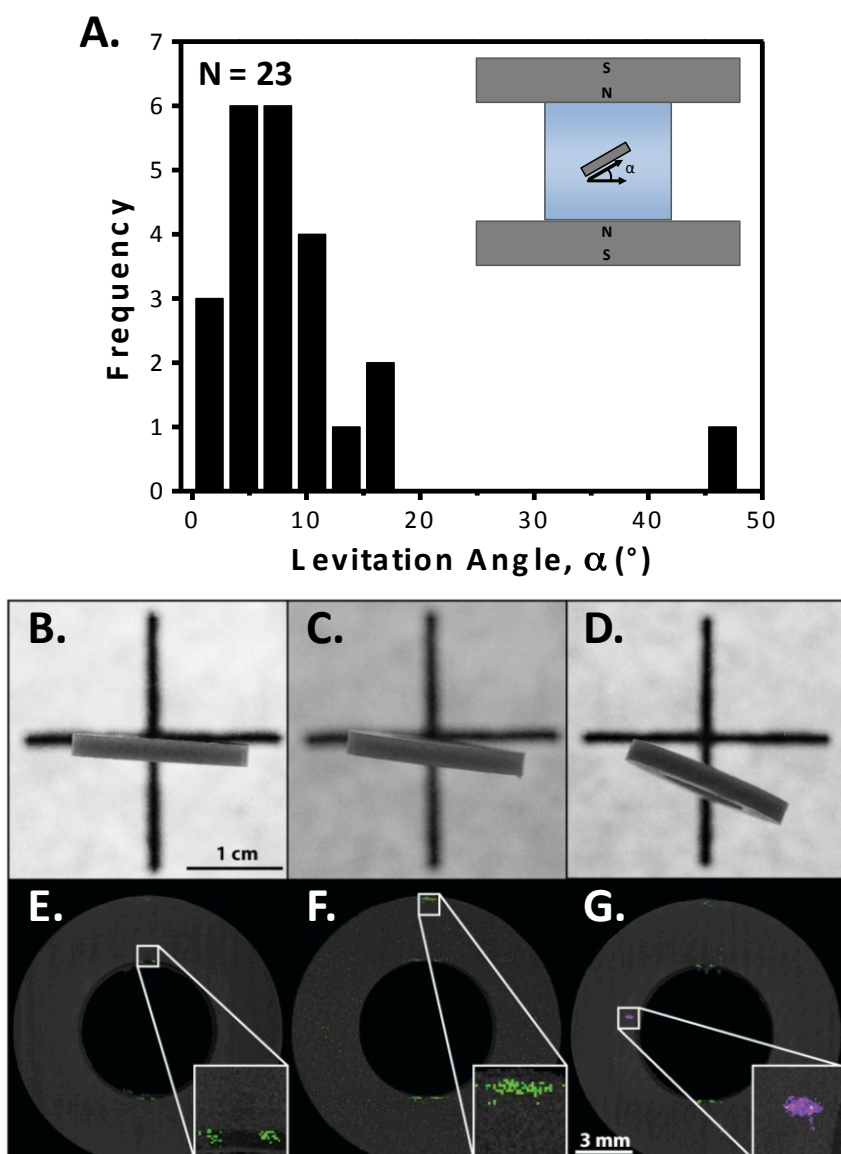 A.
7
6
5
4
3
2
1
0
Frequency
N = 23
S
N
α
N
S
0 10 20 30 40 50
Levitation Angle, α (°)
B. C. D.
1 cm
E. F. G.
3 mm